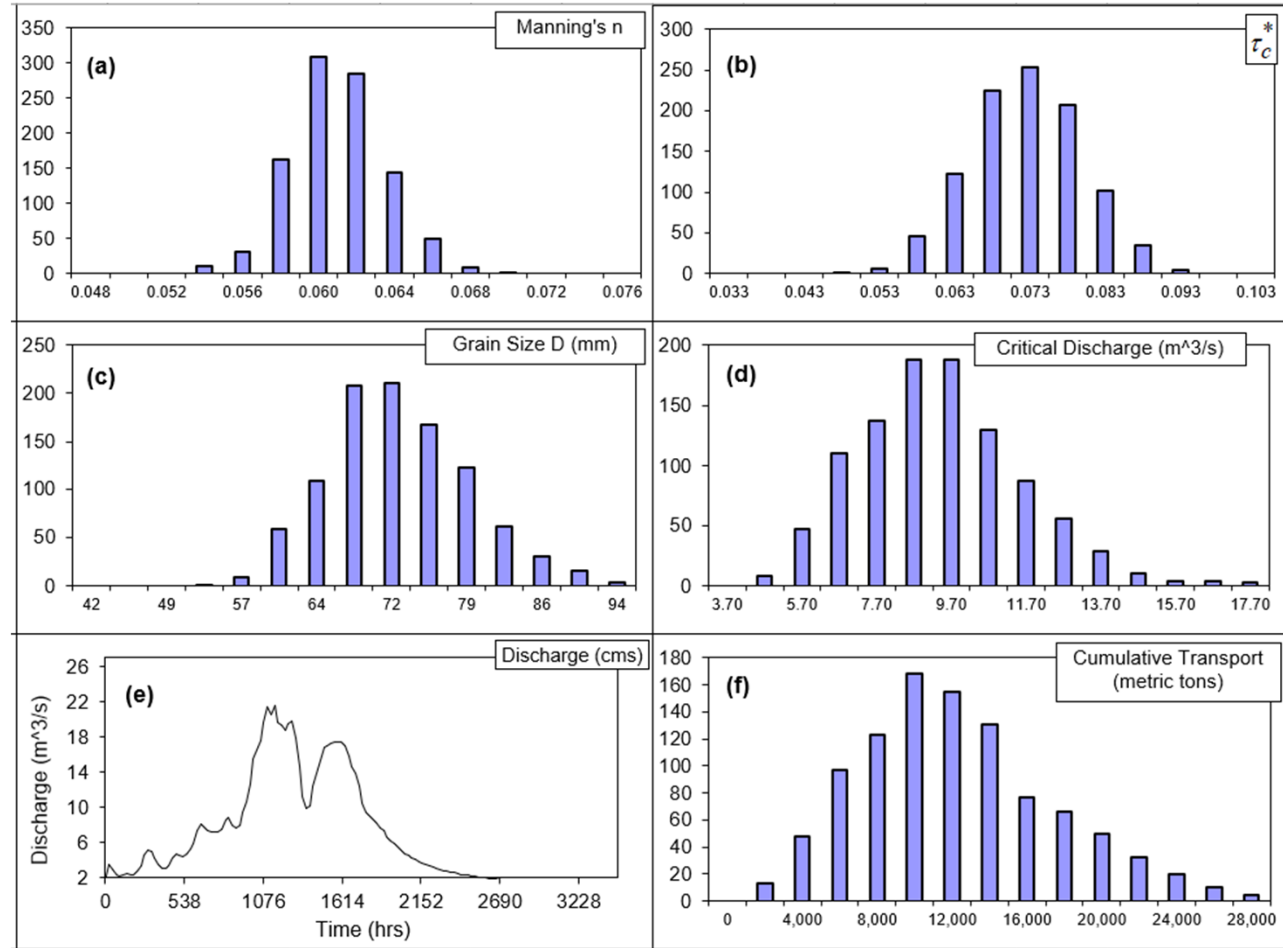 Manning's n
(a)
350
300
250
200
150
100
50
0
0.048 0.052 0.056 0.060 0.064 0.068 0.072 0.076
τ*c
(b)
300
250
200
150
100
50
0
0.033 0.043 0.053 0.063 0.073 0.083 0.093 0.103
Grain Size D (mm)
(c)
250
200
150
100
50
0
42 49 57 64 72 79 86 94
Critical Discharge (m^3/s)
(d)
200
150
100
50
0
3.70 5.70 7.70 9.70 11.70 13.70 15.70 17.70
Discharge (cms)
(e)
Discharge (m^3/s)
26
22
18
14
10
6
2
0 538 1076 1614 2152 2690 3228
Time (hrs)
Cumulative Transport
(metric tons)
(f)
180
160
140
120
100
80
60
40
20
0
0 4,000 8,000 12,000 16,000 20,000 24,000 28,000